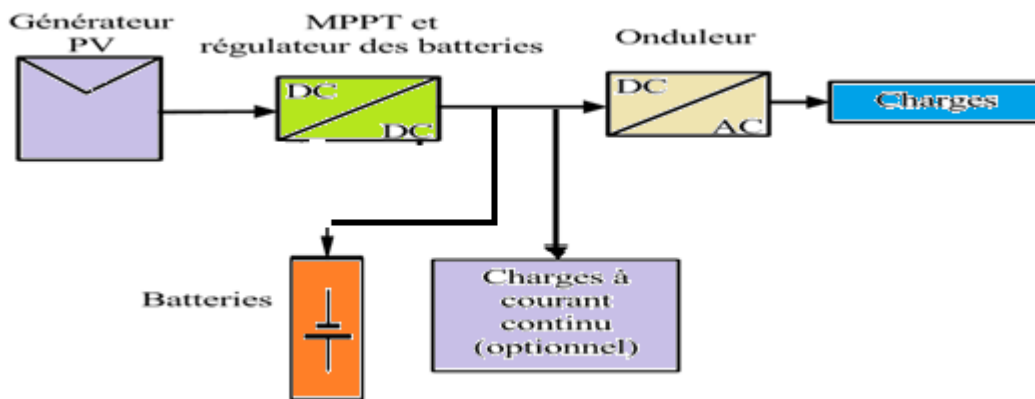 Générateur
PV
MPPT et
régulateur des batteries
Onduleur
DC
DC
DC
AC
Charges
Batteries
Charges à
courant
continu
(optionnel)